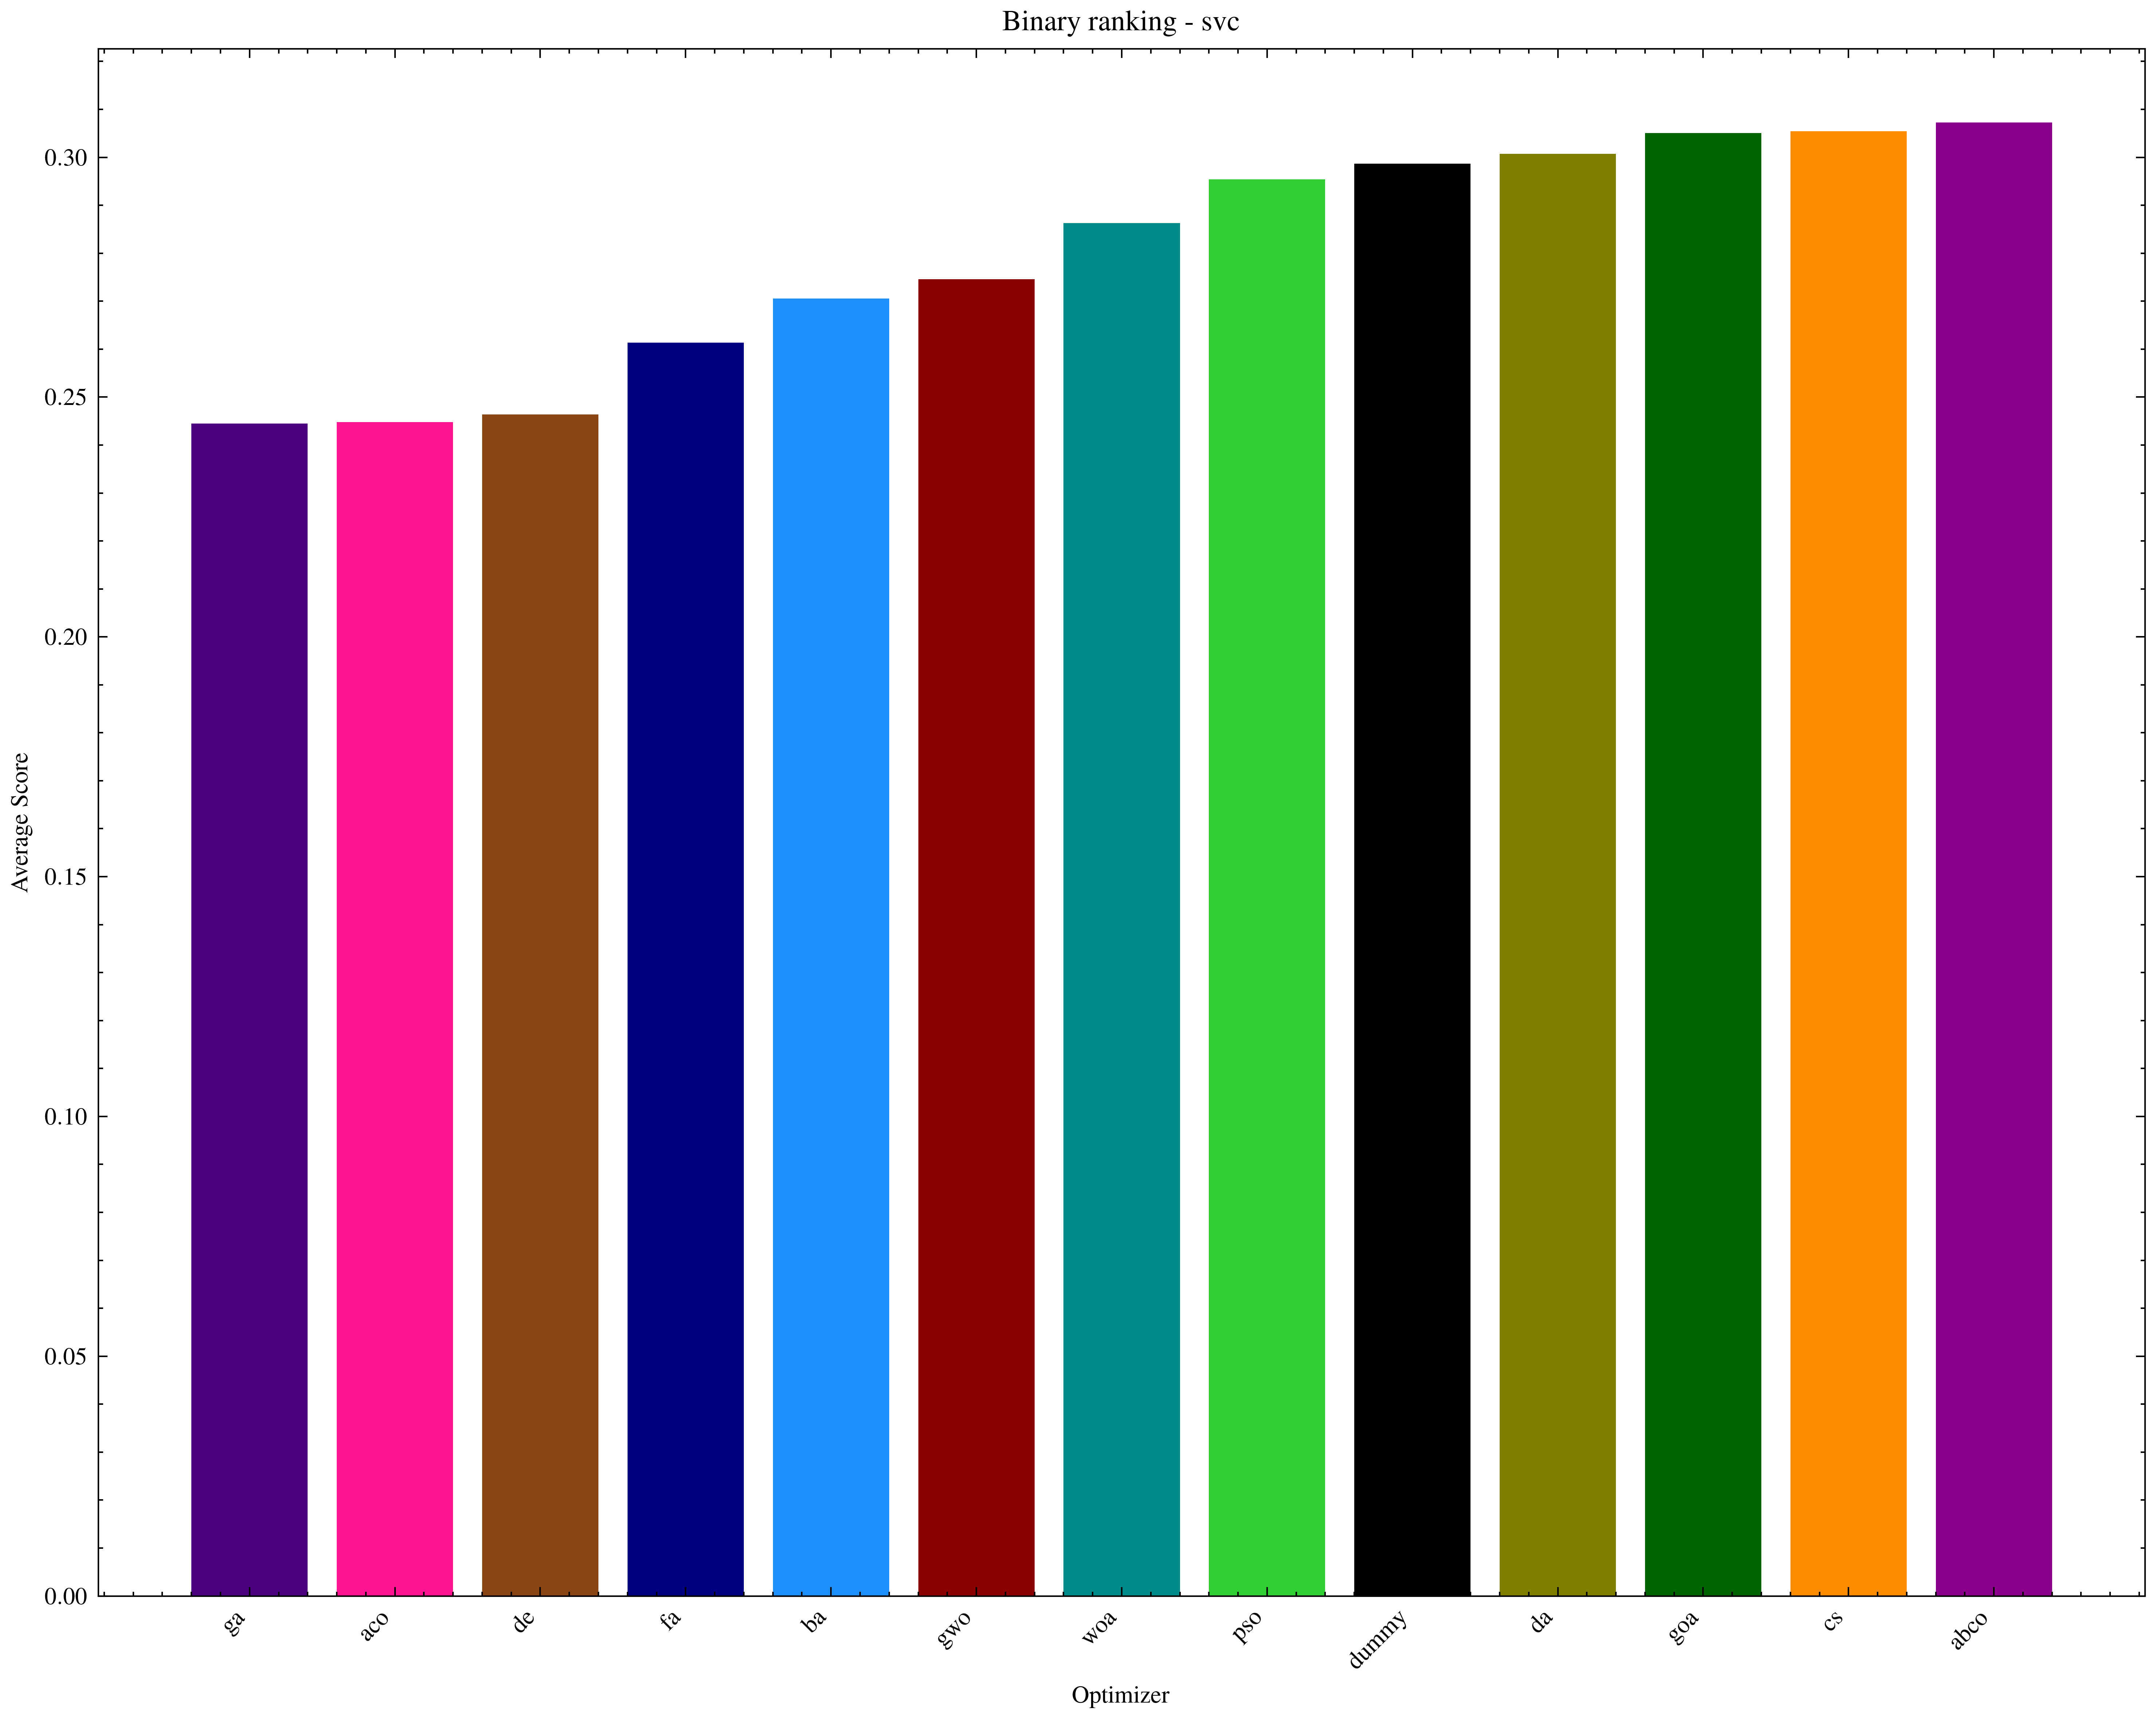 Binary ranking - svc
0.30
0.25
0.20
0.15
0.10
0.05
0.00
Average Score
ga
aco
de
fa
ba
gwo
woa
pso
dummy
da
goa
cs
abco
Optimizer